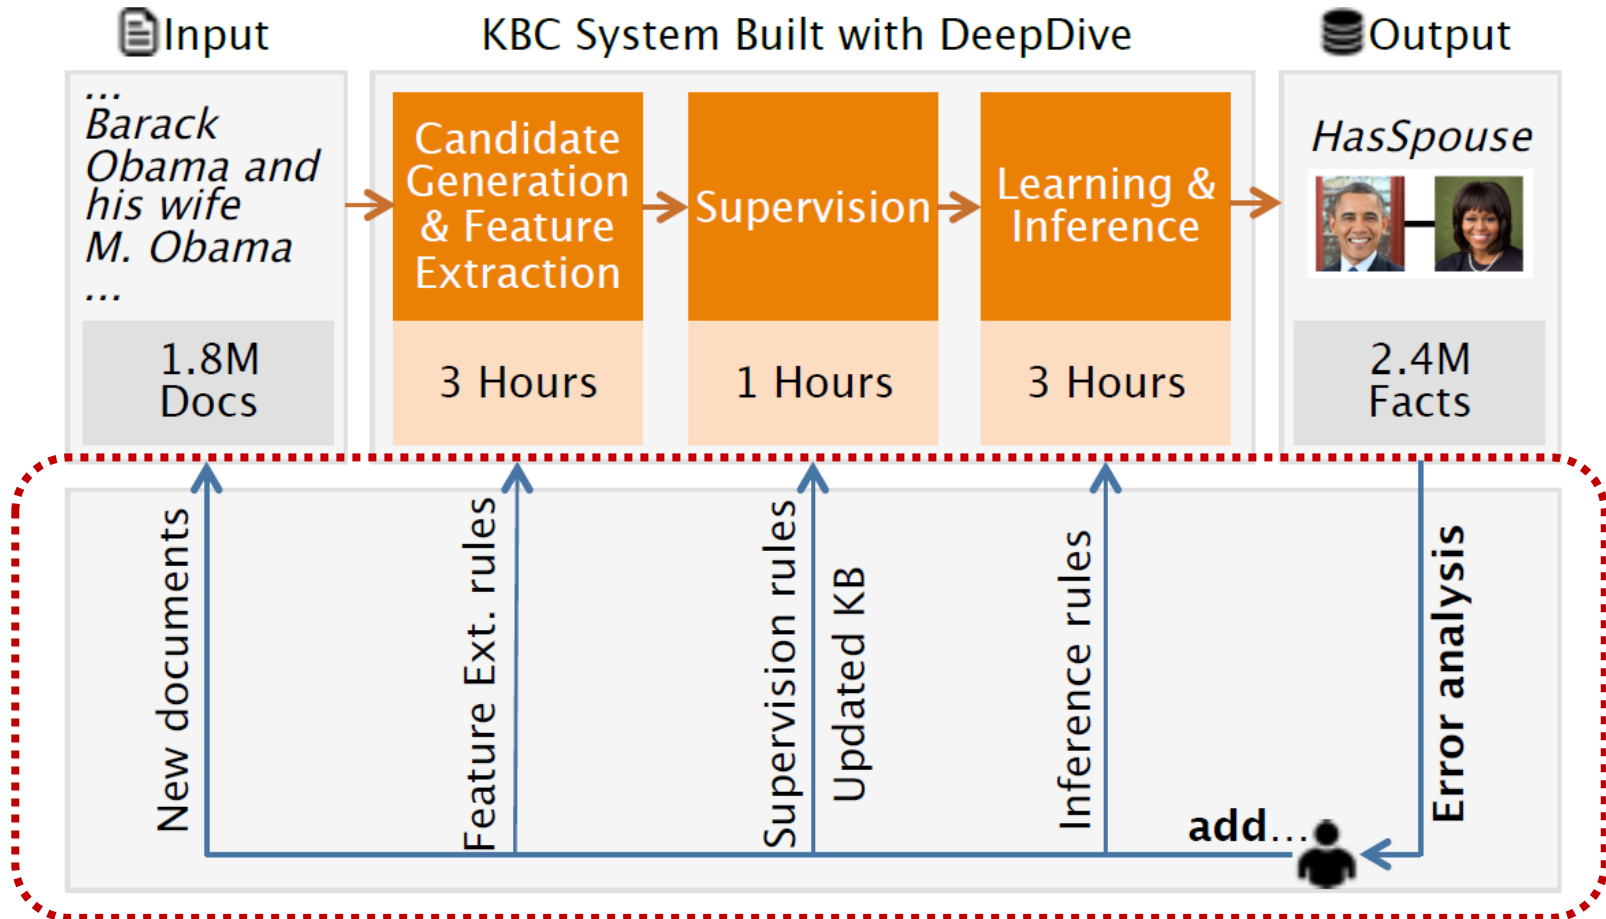 Input
KBC System Built with DeepDive
Output
...
Barack
Obama and
his wife
M. Obama
...
1.8M
Docs
Candidate
Generation
& Feature
Extraction
3 Hours
Supervision
1 Hours
Learning &
Inference
3 Hours
HasSpouse
2.4M
Facts
New documents
Feature Ext. rules
Supervision rules
Updated KB
Inference rules
add...
Error analysis